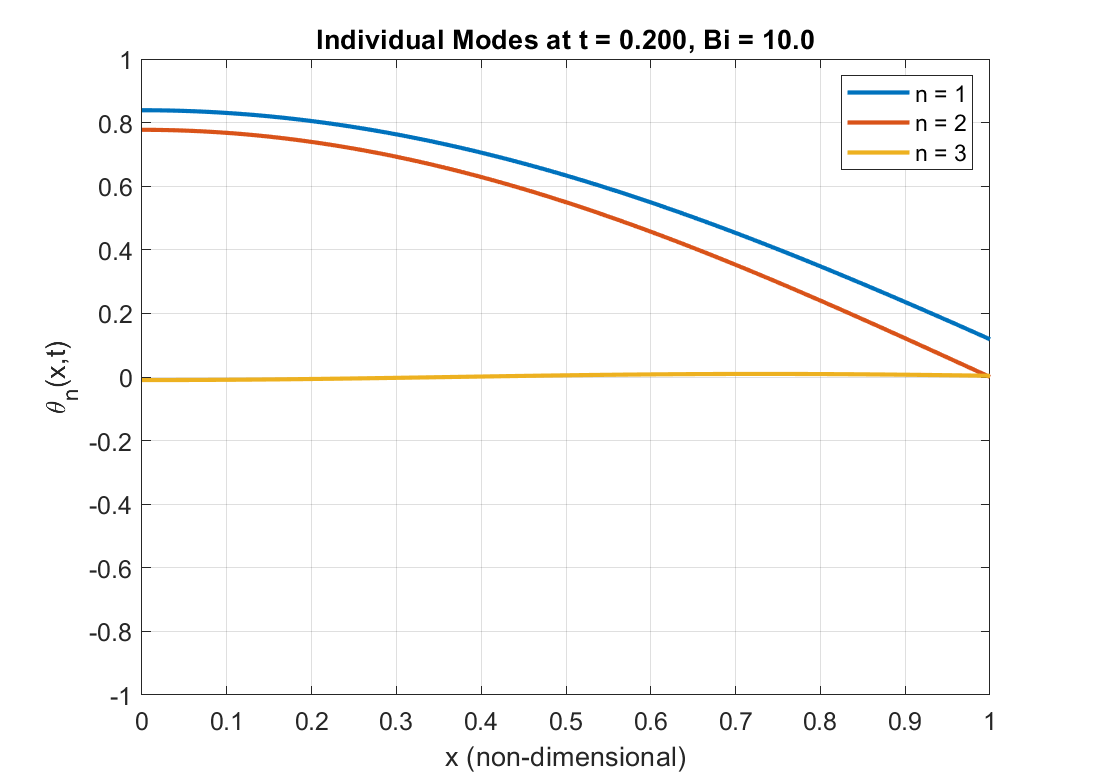 Individual Modes at t = 0.200, Bi = 10.0
n = 1
n = 2
n = 3
1
0.8
0.6
0.4
0.2
0
-0.2
-0.4
-0.6
-0.8
-1
θn(x,t)
0 0.1 0.2 0.3 0.4 0.5 0.6 0.7 0.8 0.9 1
x (non-dimensional)